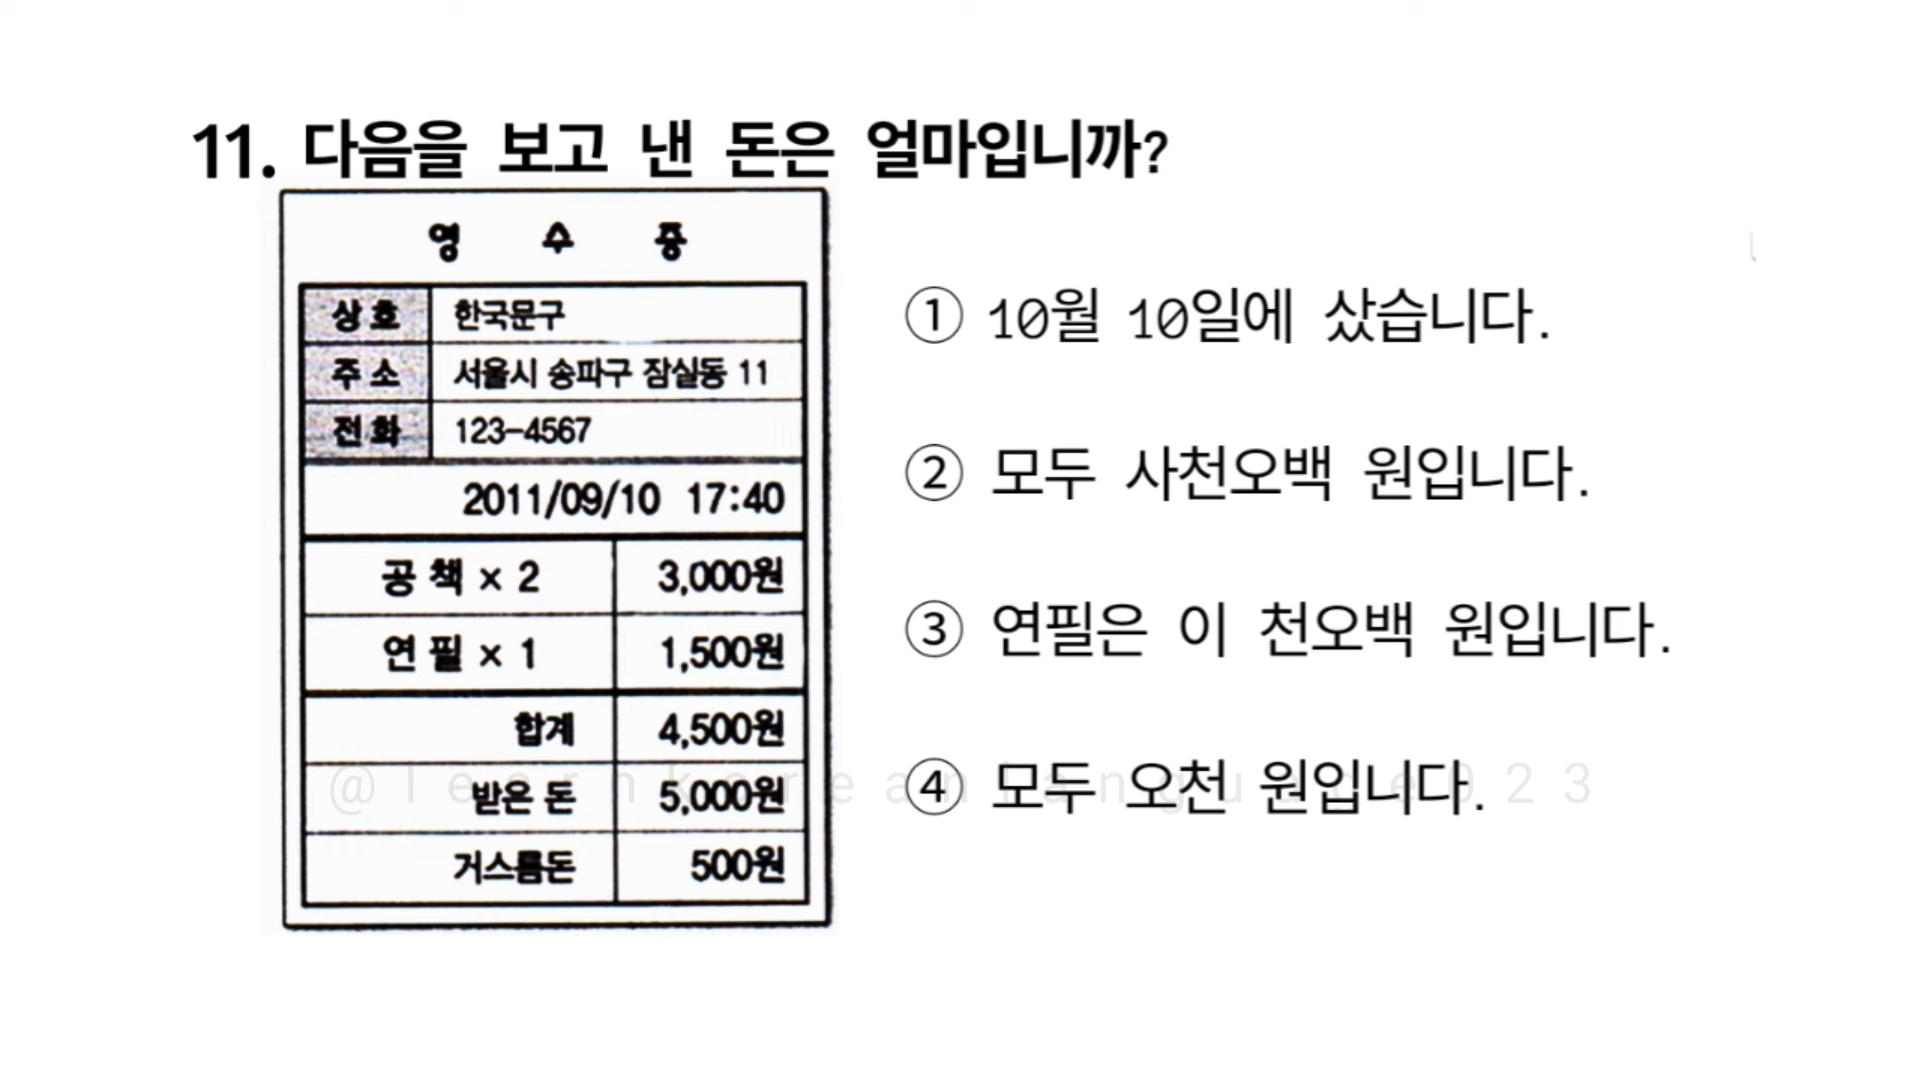 11. 다음을 보고 낸 돈은 얼마입니까?
영 수 증
상 호 한국문구
주 소 서울시 송파구 잠실동 11
전 화 123-4567
2011/09/10 17:40
공 책 × 2 3,000원
연 필 × 1 1,500원
합계 4,500원
받은 돈 5,000원
거스름돈 500원
① 10월 10일에 샀습니다.
② 모두 사천오백 원입니다.
③ 연필은 이 천오백 원입니다.
④ 모두 오천 원입니다.